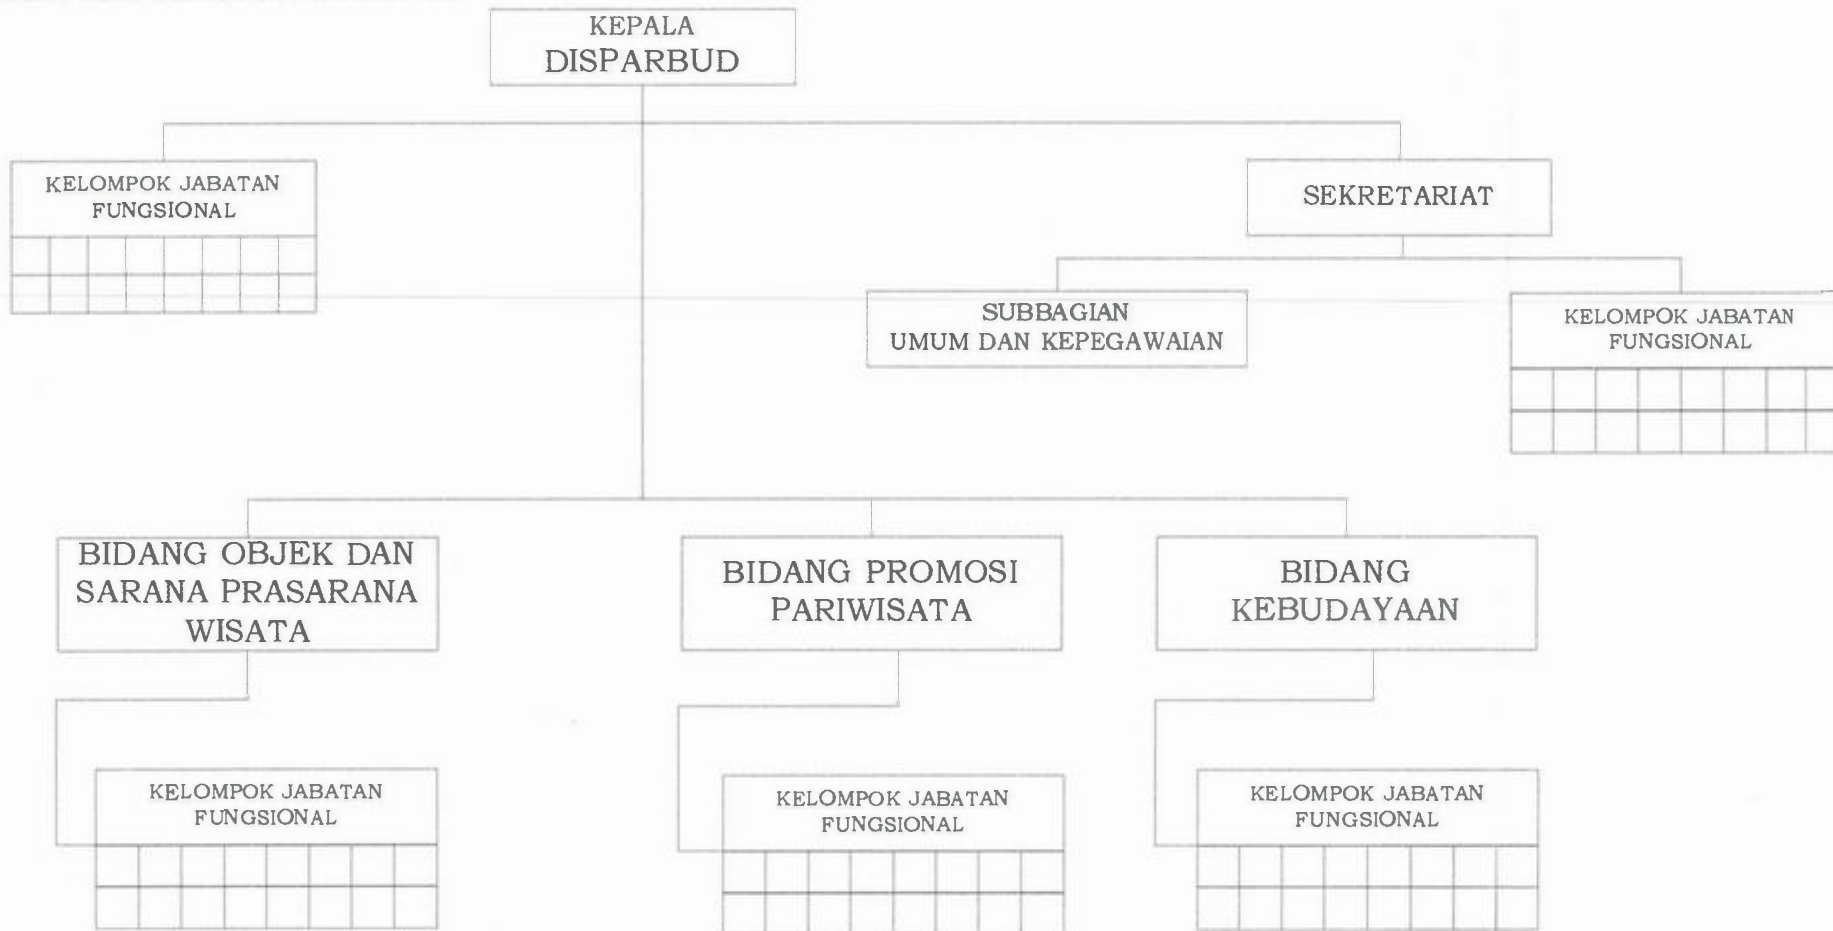 KEPALA
DISPARBUD
KELOMPOK JABATAN
FUNGSIONAL
SEKRETARIAT
SUBBAGIAN
UMUM DAN KEPEGAWAIAN
KELOMPOK JABATAN
FUNGSIONAL
BIDANG OBJEK DAN
SARANA PRASARANA
WISATA
BIDANG PROMOSI
PARIWISATA
BIDANG
KEBUDAYAAN
KELOMPOK JABATAN
FUNGSIONAL
KELOMPOK JABATAN
FUNGSIONAL
KELOMPOK JABATAN
FUNGSIONAL